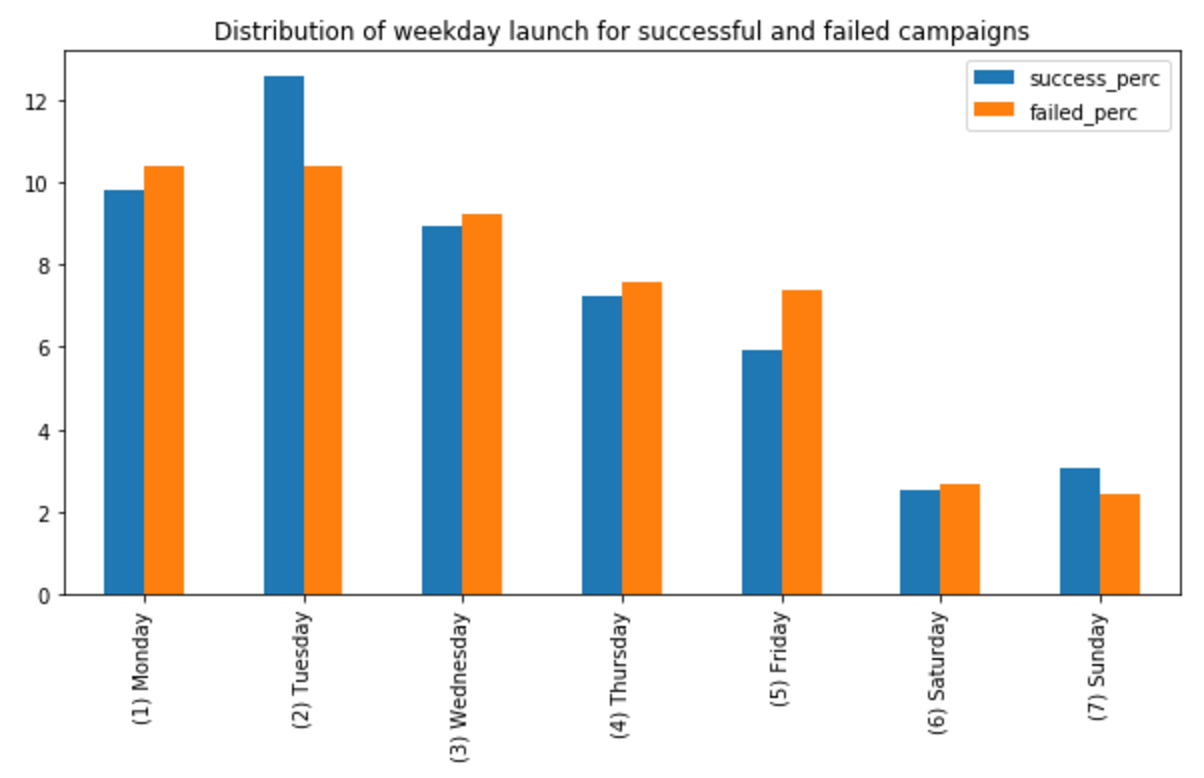 Distribution of weekday launch for successful and failed campaigns
success_perc
failed_perc
12
10
8
6
4
2
0
(1) Monday
(2) Tuesday
(3) Wednesday
(4) Thursday
(5) Friday
(6) Saturday
(7) Sunday